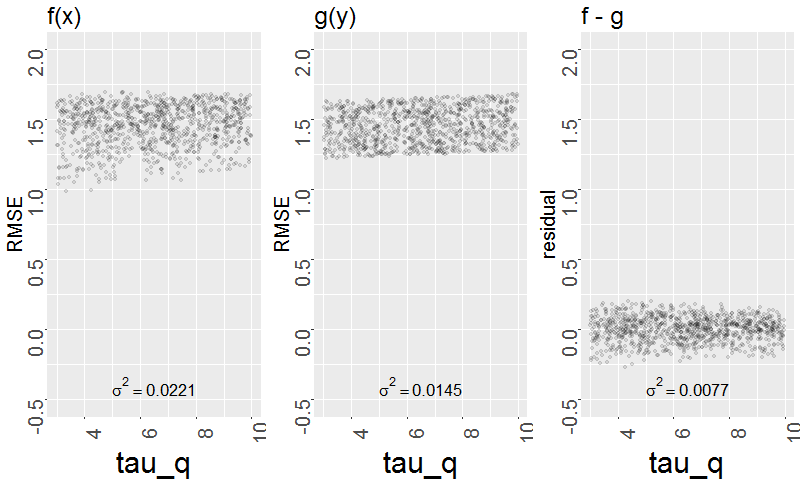 f(x)
RMSE
2.0
1.5
1.0
0.5
0.0
-0.5
σ² = 0.0221
4 6 8 10
tau_q
g(y)
RMSE
2.0
1.5
1.0
0.5
0.0
-0.5
σ² = 0.0145
4 6 8 10
tau_q
f - g
residual
2.0
1.5
1.0
0.5
0.0
-0.5
σ² = 0.0077
4 6 8 10
tau_q